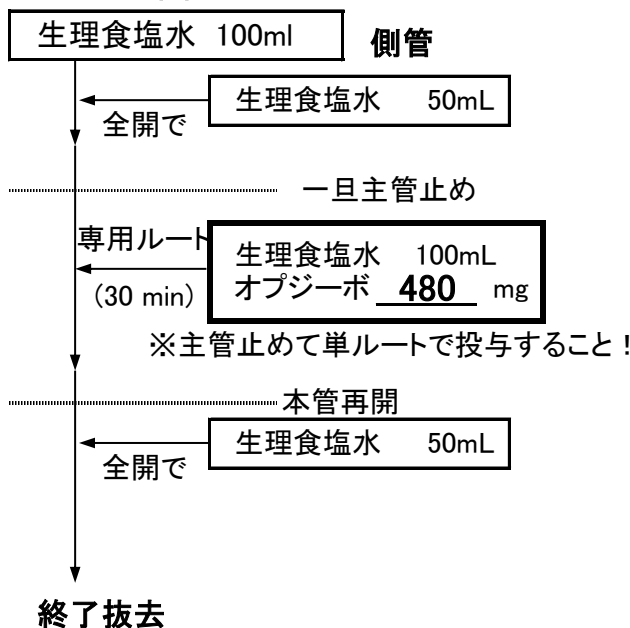 生理食塩水 100ml
側管
生理食塩水 50mL
全開で
一旦主管止め
専用ルート
生理食塩水 100mL
(30 min)
オプジーボ 480 mg
※主管止めて単ルートで投与すること！
本管再開
生理食塩水 50mL
全開で
終了抜去